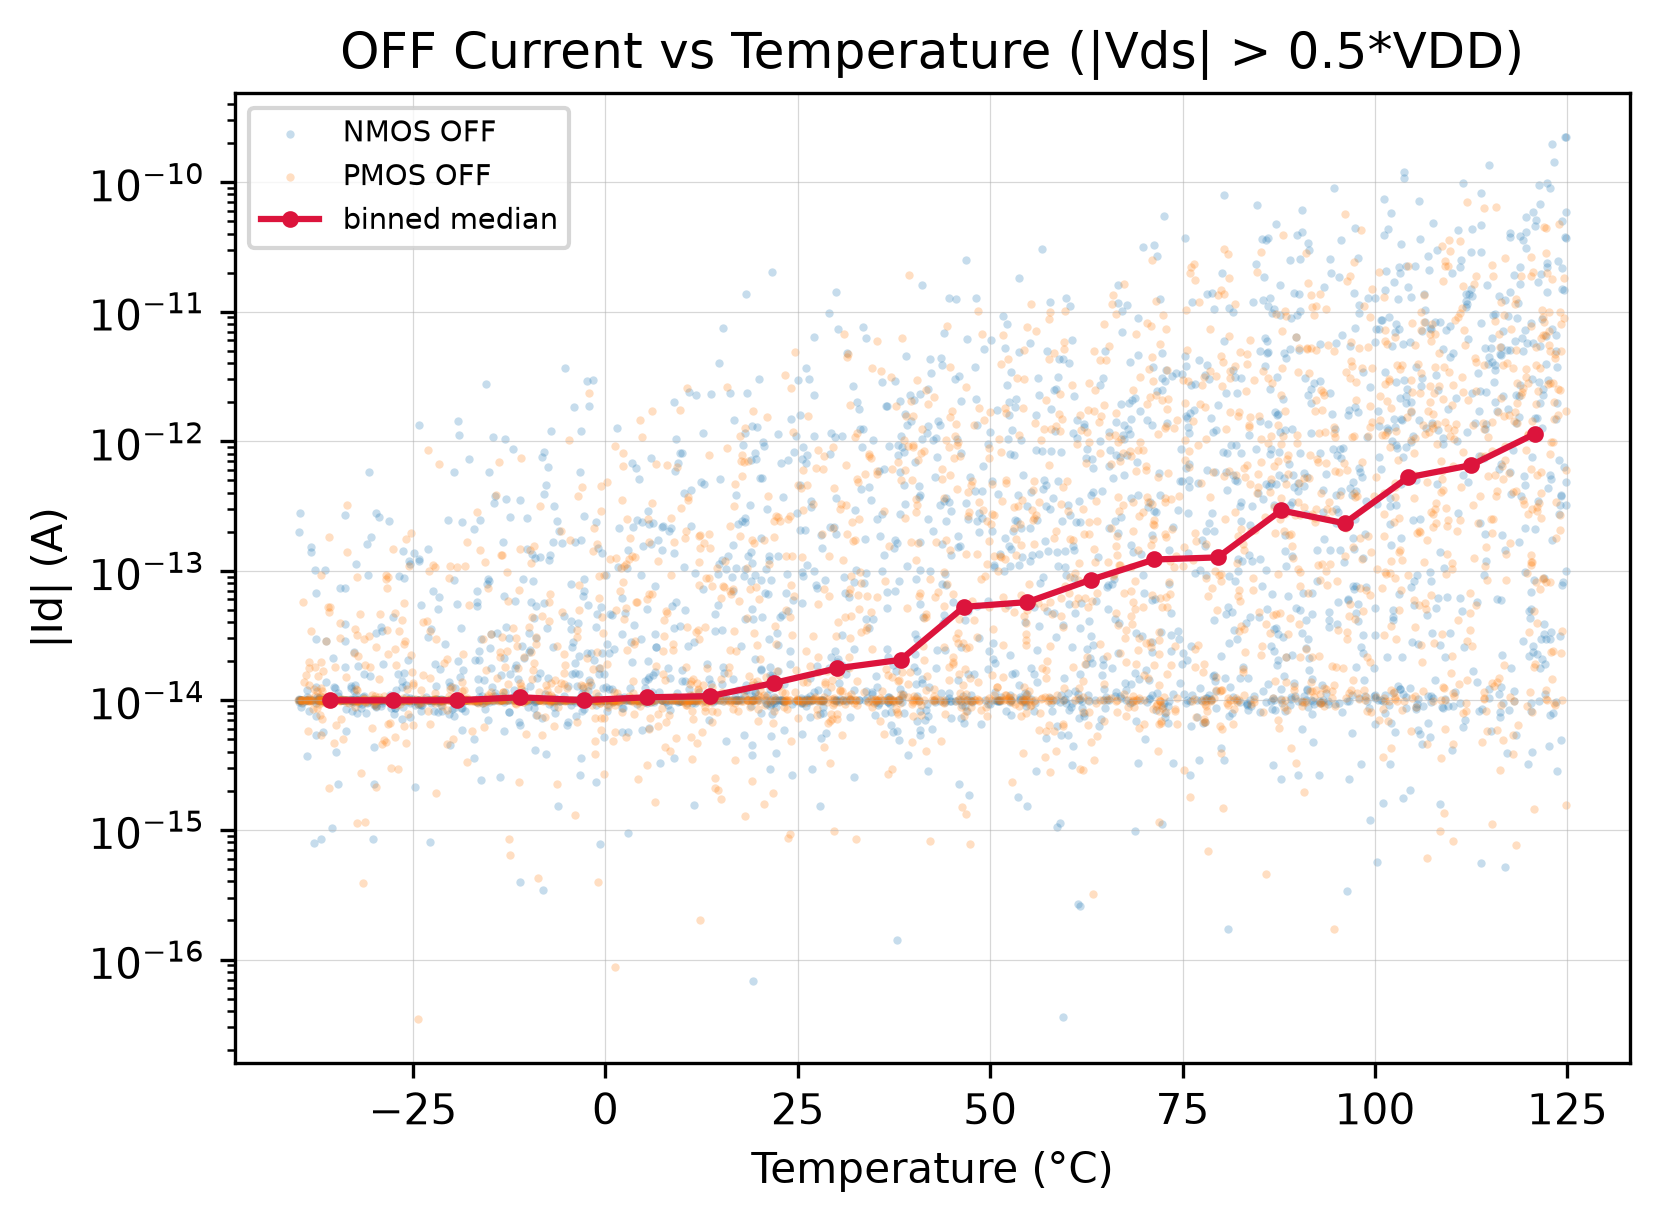 OFF Current vs Temperature (|Vds| > 0.5*VDD)
NMOS OFF
PMOS OFF
binned median
10⁻¹⁰
10⁻¹¹
10⁻¹²
10⁻¹³
10⁻¹⁴
10⁻¹⁵
10⁻¹⁶
|Id| (A)
−25 0 25 50 75 100 125
Temperature (°C)